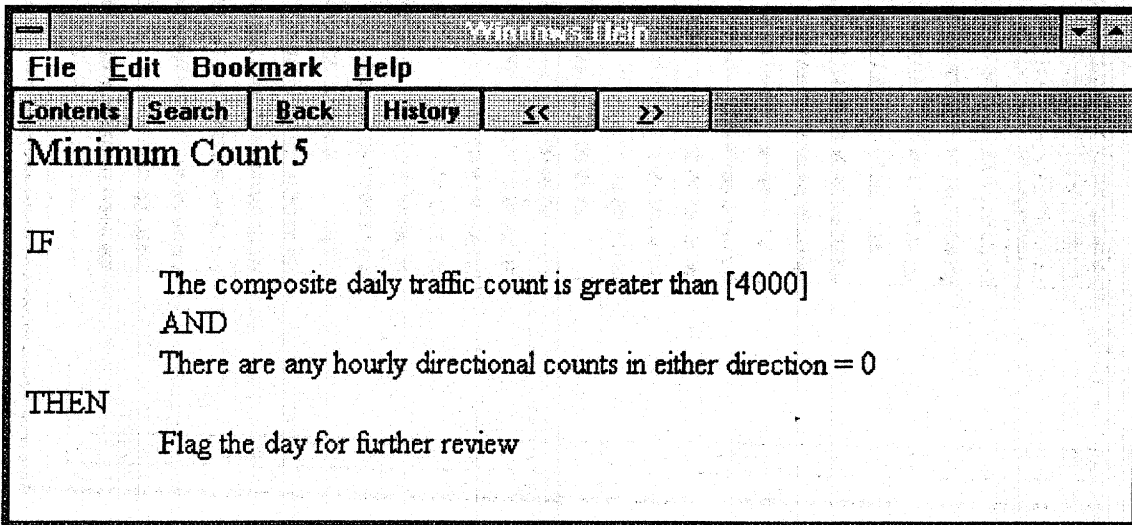 Windows Help
File Edit Bookmark Help
Contents Search Back History << >>
Minimum Count 5
IF
The composite daily traffic count is greater than [4000]
AND
There are any hourly directional counts in either direction = 0
THEN
Flag the day for further review